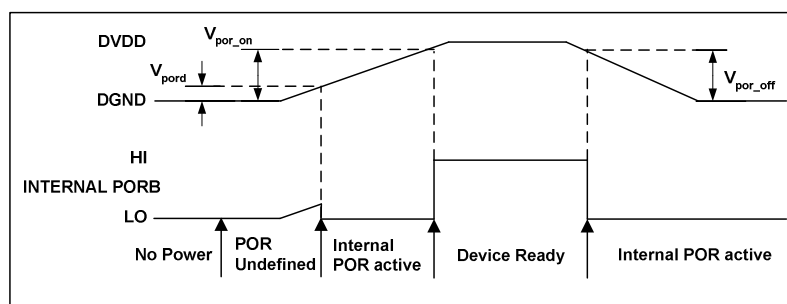 DVDD
Vpor_on
Vpord
DGND
Vpor_off
HI
INTERNAL PORB
LO
No Power
POR
Undefined
Internal
POR active
Device Ready
Internal POR active